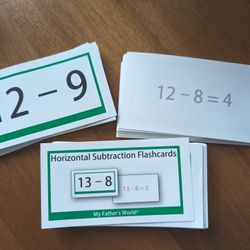 12 − 9
12 − 8 = 4
Horizontal Subtraction Flashcards
13 − 8
13 − 8 = 5
My Father's World®